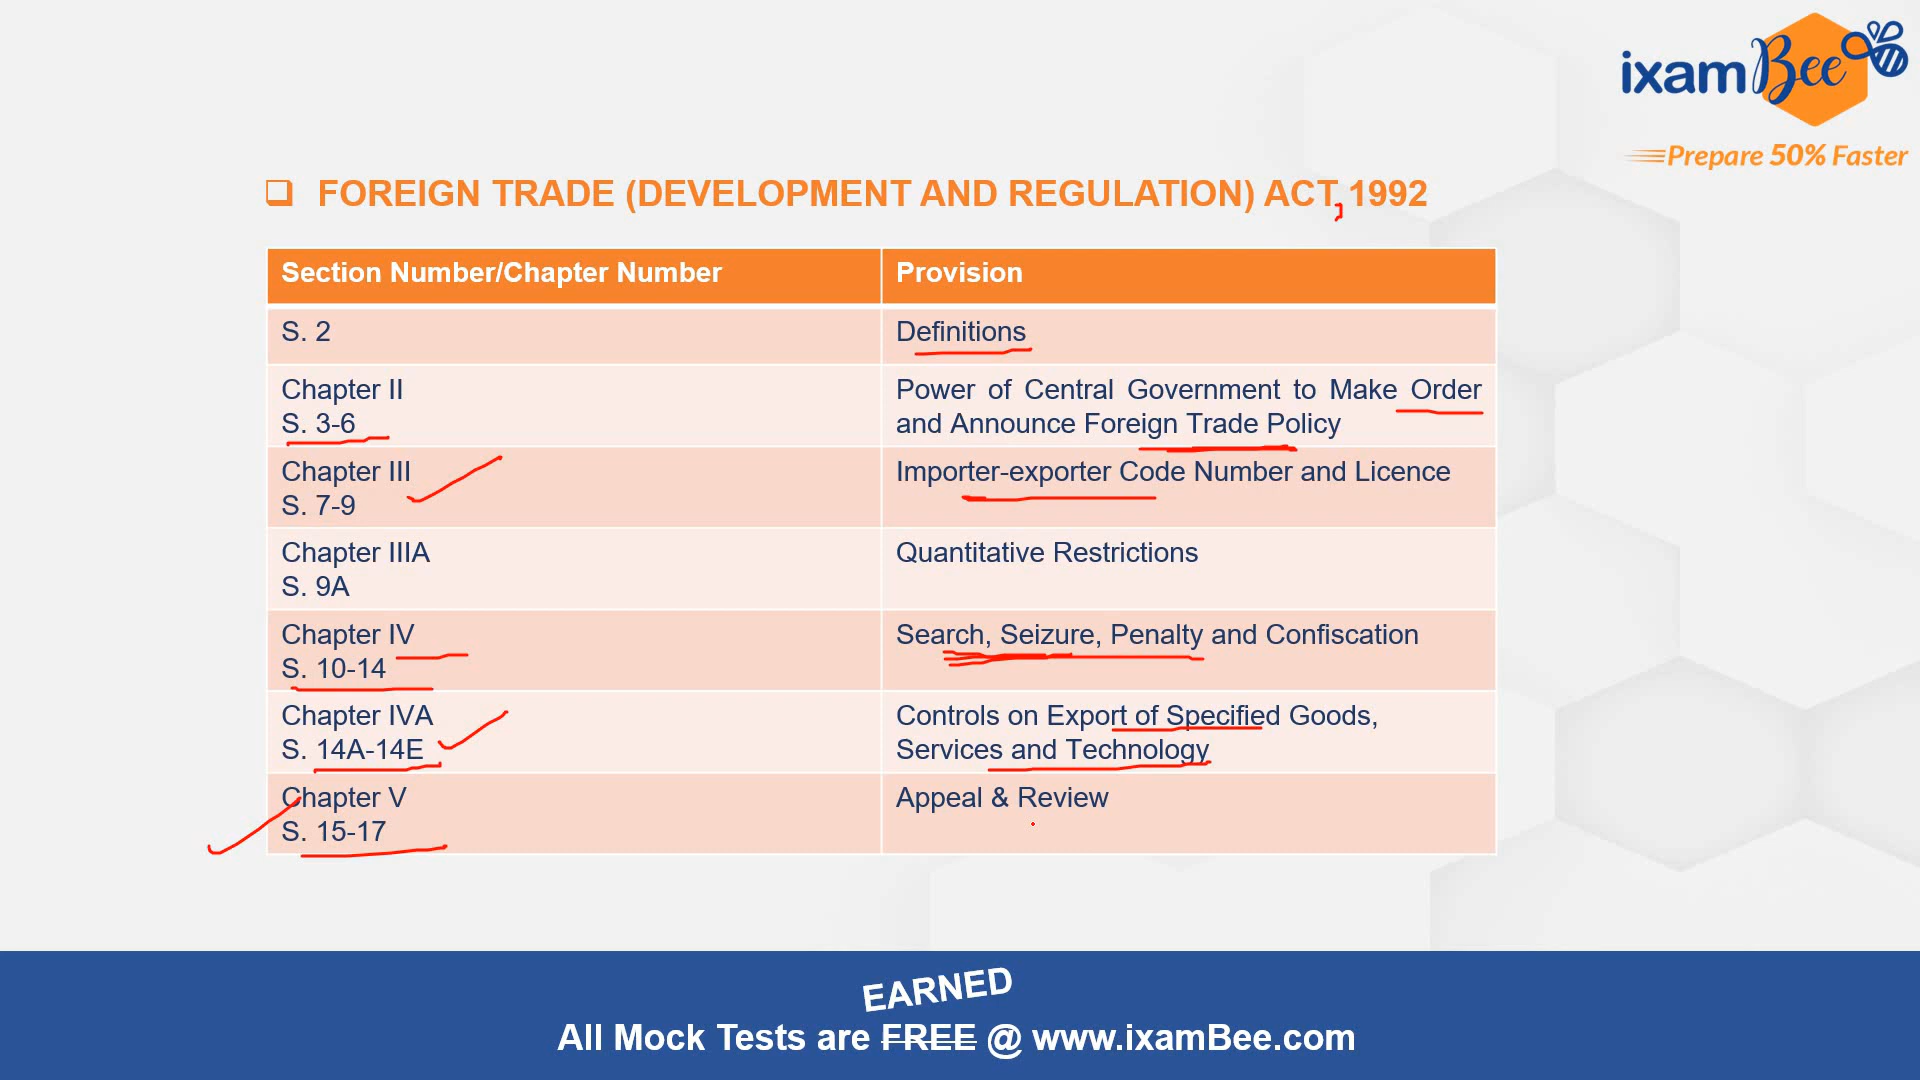 ixamBee
Prepare 50% Faster
FOREIGN TRADE (DEVELOPMENT AND REGULATION) ACT, 1992
Section Number/Chapter Number
Provision
S. 2
Definitions
Chapter II
S. 3-6
Power of Central Government to Make Order
and Announce Foreign Trade Policy
Chapter III
S. 7-9
Importer-exporter Code Number and Licence
Chapter IIIA
S. 9A
Quantitative Restrictions
Chapter IV
S. 10-14
Search, Seizure, Penalty and Confiscation
Chapter IVA
S. 14A-14E
Controls on Export of Specified Goods,
Services and Technology
Chapter V
S. 15-17
Appeal & Review
EARNED
All Mock Tests are FREE @ www.ixamBee.com